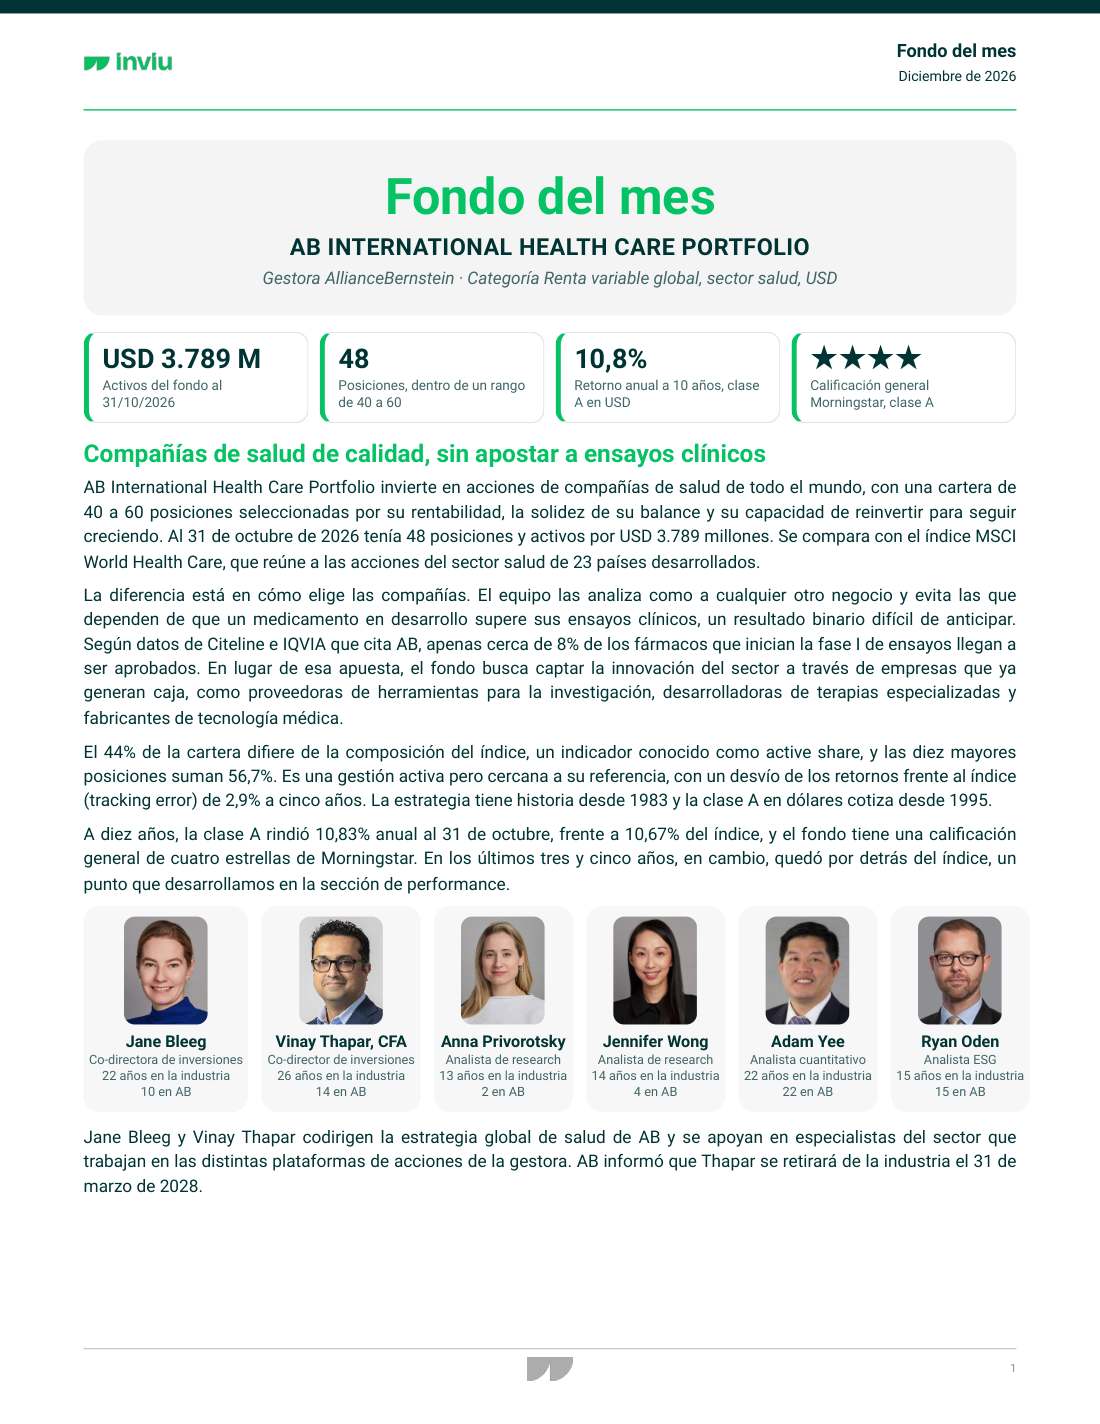 inviu
Fondo del mes
Diciembre de 2026
Fondo del mes
AB INTERNATIONAL HEALTH CARE PORTFOLIO
Gestora AllianceBernstein · Categoría Renta variable global, sector salud, USD
USD 3.789 M
Activos del fondo al
31/10/2026
48
Posiciones, dentro de un rango
de 40 a 60
10,8%
Retorno anual a 10 años, clase
A en USD
★★★★
Calificación general
Morningstar, clase A
Compañías de salud de calidad, sin apostar a ensayos clínicos
AB International Health Care Portfolio invierte en acciones de compañías de salud de todo el mundo, con una cartera de
40 a 60 posiciones seleccionadas por su rentabilidad, la solidez de su balance y su capacidad de reinvertir para seguir
creciendo. Al 31 de octubre de 2026 tenía 48 posiciones y activos por USD 3.789 millones. Se compara con el índice MSCI
World Health Care, que reúne a las acciones del sector salud de 23 países desarrollados.
La diferencia está en cómo elige las compañías. El equipo las analiza como a cualquier otro negocio y evita las que
dependen de que un medicamento en desarrollo supere sus ensayos clínicos, un resultado binario difícil de anticipar.
Según datos de Citeline e IQVIA que cita AB, apenas cerca de 8% de los fármacos que inician la fase I de ensayos llegan a
ser aprobados. En lugar de esa apuesta, el fondo busca captar la innovación del sector a través de empresas que ya
generan caja, como proveedoras de herramientas para la investigación, desarrolladoras de terapias especializadas y
fabricantes de tecnología médica.
El 44% de la cartera difiere de la composición del índice, un indicador conocido como active share, y las diez mayores
posiciones suman 56,7%. Es una gestión activa pero cercana a su referencia, con un desvío de los retornos frente al índice
(tracking error) de 2,9% a cinco años. La estrategia tiene historia desde 1983 y la clase A en dólares cotiza desde 1995.
A diez años, la clase A rindió 10,83% anual al 31 de octubre, frente a 10,67% del índice, y el fondo tiene una calificación
general de cuatro estrellas de Morningstar. En los últimos tres y cinco años, en cambio, quedó por detrás del índice, un
punto que desarrollamos en la sección de performance.
Jane Bleeg
Co-directora de inversiones
22 años en la industria
10 en AB
Vinay Thapar, CFA
Co-director de inversiones
26 años en la industria
14 en AB
Anna Privorotsky
Analista de research
13 años en la industria
2 en AB
Jennifer Wong
Analista de research
14 años en la industria
4 en AB
Adam Yee
Analista cuantitativo
22 años en la industria
22 en AB
Ryan Oden
Analista ESG
15 años en la industria
15 en AB
Jane Bleeg y Vinay Thapar codirigen la estrategia global de salud de AB y se apoyan en especialistas del sector que
trabajan en las distintas plataformas de acciones de la gestora. AB informó que Thapar se retirará de la industria el 31 de
marzo de 2028.
1